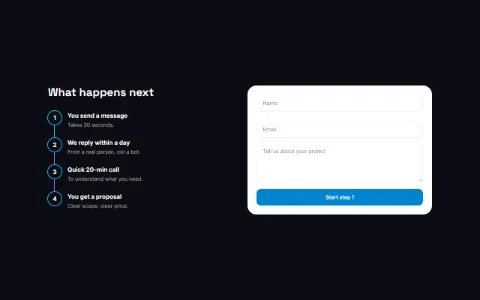 What happens next
1
You send a message
Takes 30 seconds.
2
We reply within a day
From a real person, not a bot.
3
Quick 20-min call
To understand what you need.
4
You get a proposal
Clear scope, clear price.
Name
Email
Tell us about your project
Start step 1